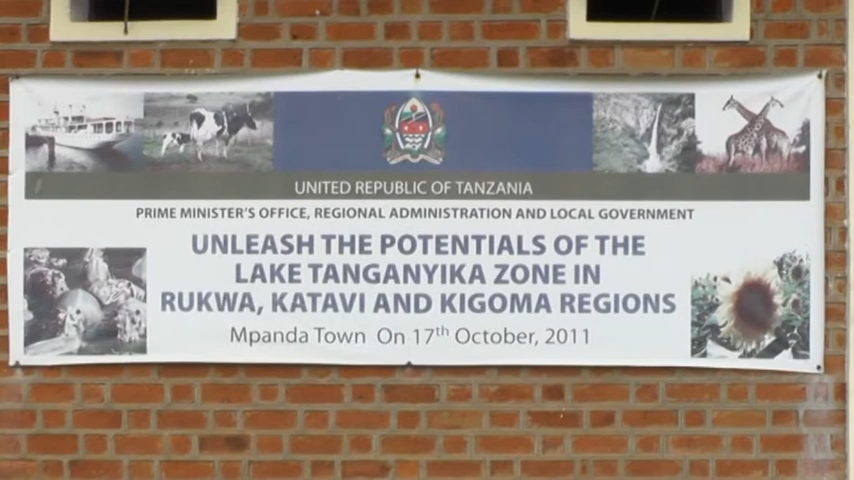 UNITED REPUBLIC OF TANZANIA
PRIME MINISTER'S OFFICE, REGIONAL ADMINISTRATION AND LOCAL GOVERNMENT
UNLEASH THE POTENTIALS OF THE
LAKE TANGANYIKA ZONE IN
RUKWA, KATAVI AND KIGOMA REGIONS
Mpanda Town On 17th October, 2011